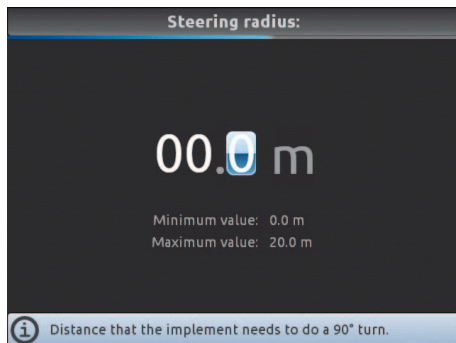 Steering radius:
00.0 m
Minimum value: 0.0 m
Maximum value: 20.0 m
i Distance that the implement needs to do a 90° turn.